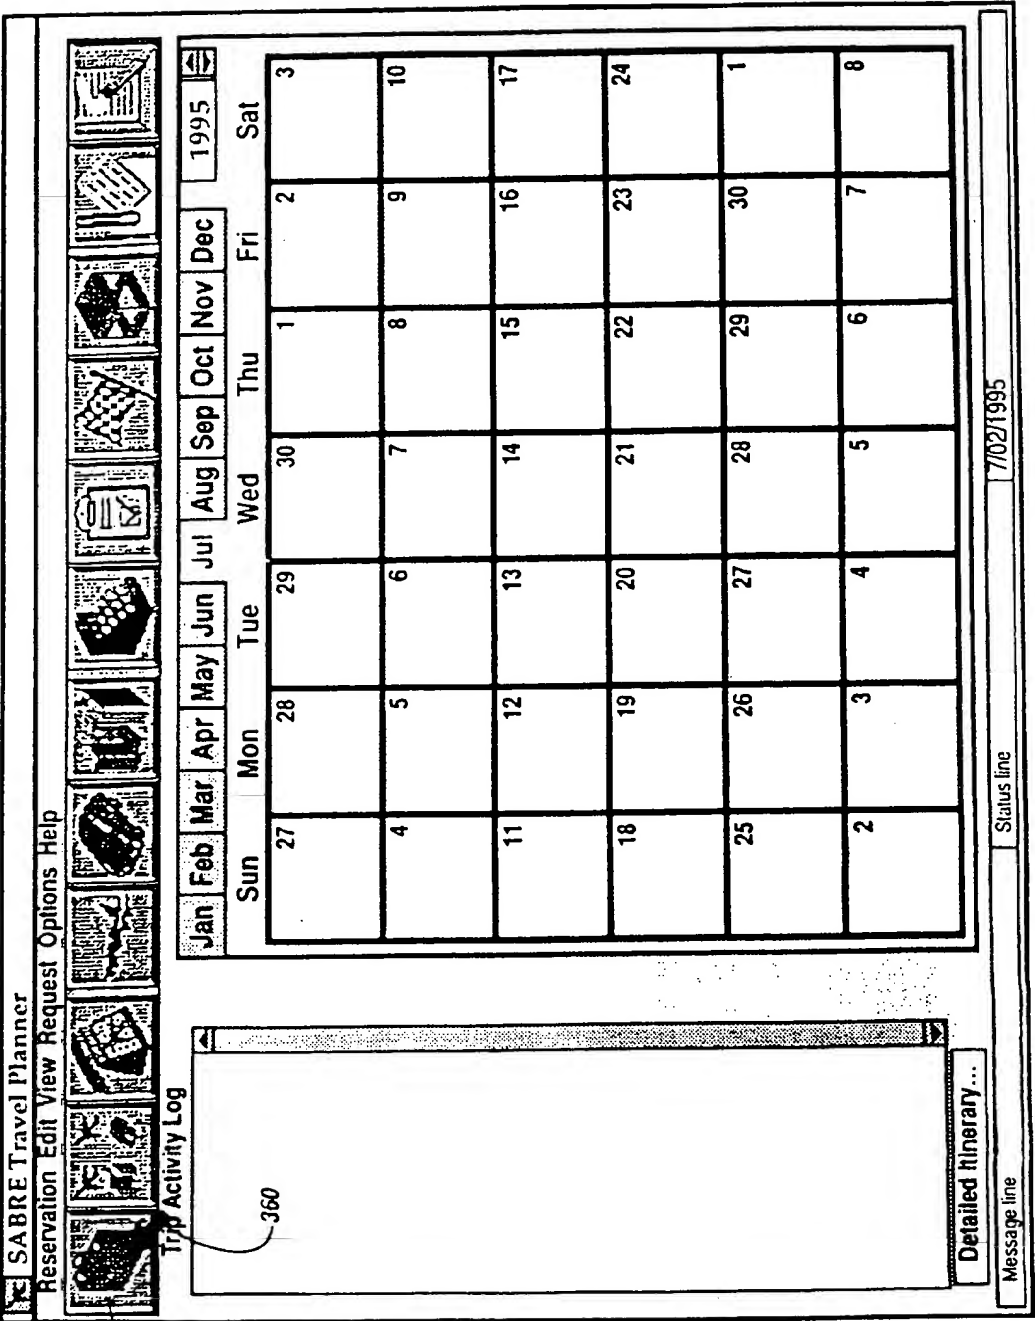 SABRE Travel Planner
Reservation Edit View Request Options Help
Trip Activity Log
360
Detailed Itinerary...
Jan Feb Mar Apr May Jun Jul Aug Sep Oct Nov Dec 1995
Sun Mon Tue Wed Thu Fri Sat
27 28 29 30 1 2 3
4 5 6 7 8 9 10
11 12 13 14 15 16 17
18 19 20 21 22 23 24
25 26 27 28 29 30 1
2 3 4 5 6 7 8
Message line Status line 7/02/1995